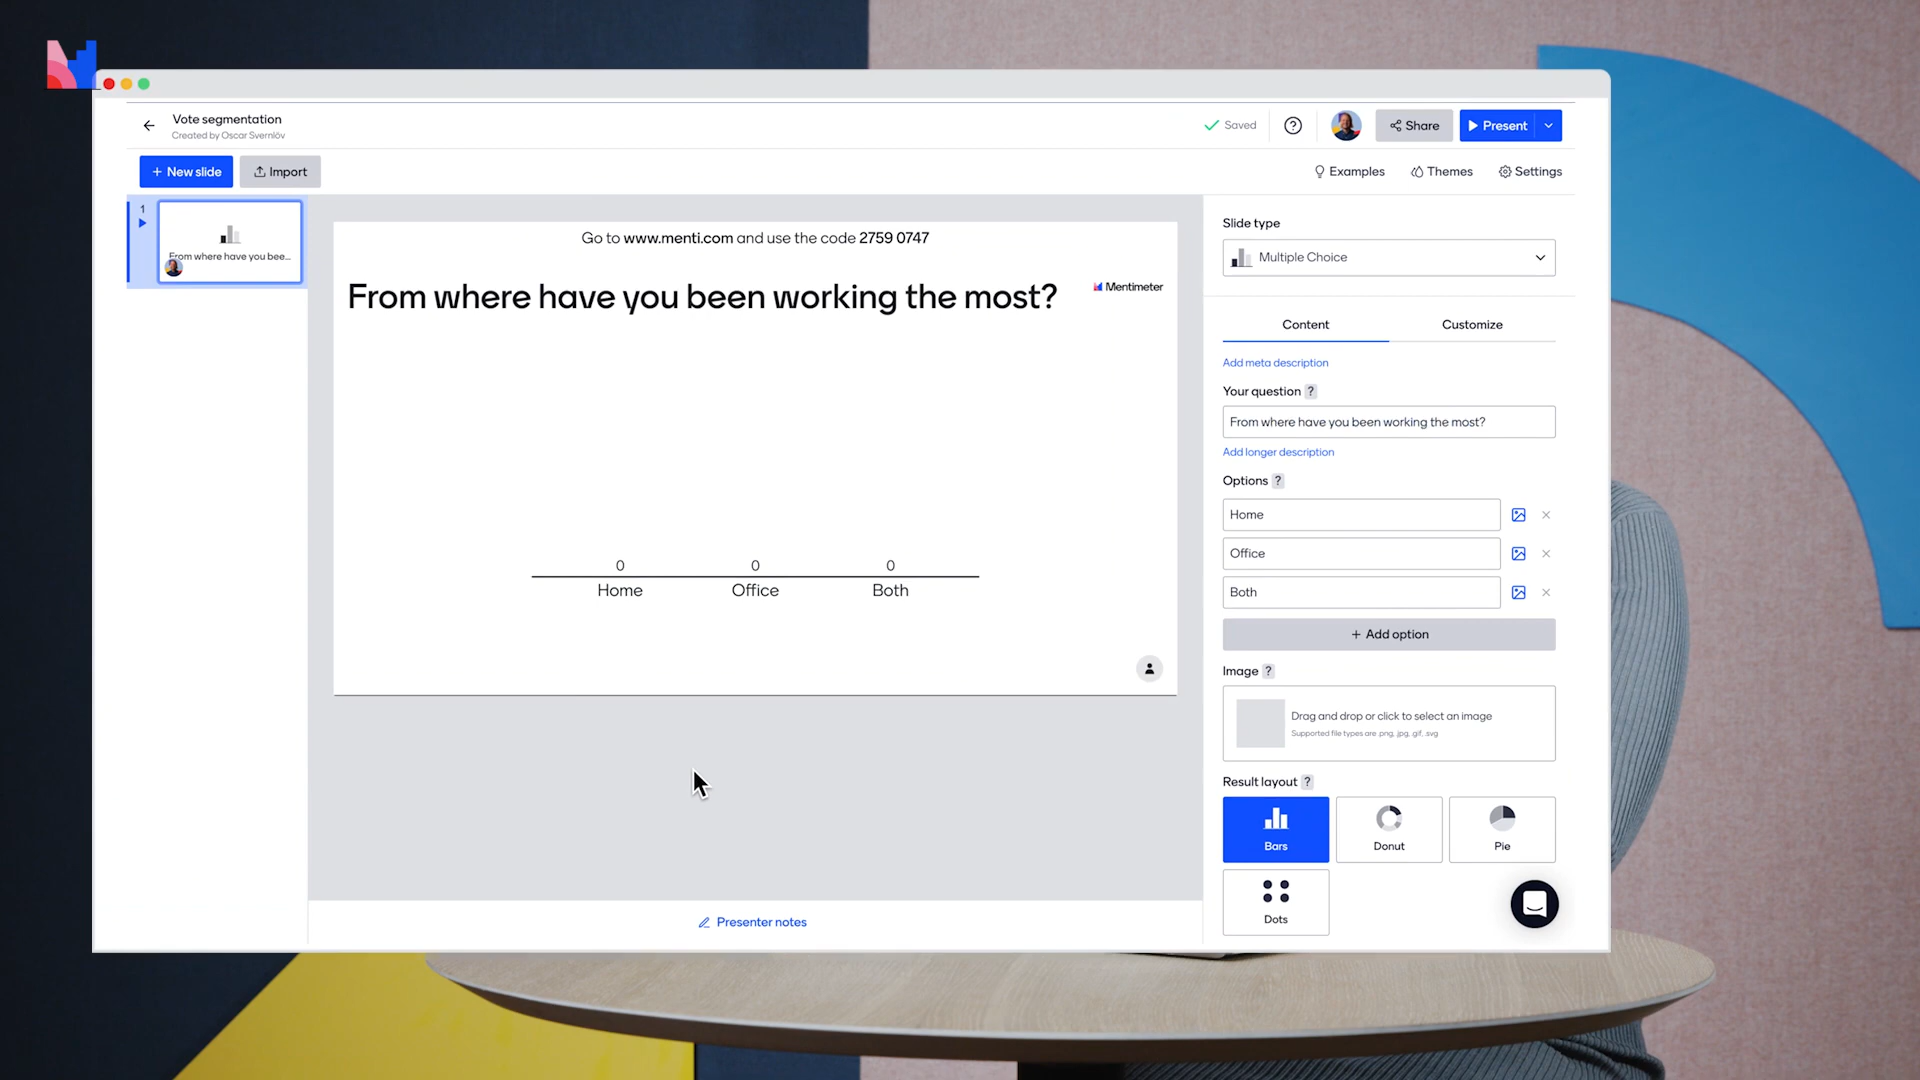 Vote segmentation
Created by Oscar Svernlöv
Saved
?
Share
Present
+ New slide
Import
Examples
Themes
Settings
1
From where have you bee...
Go to www.menti.com and use the code 2759 0747
From where have you been working the most?
Mentimeter
0 0 0
Home Office Both
Presenter notes
Slide type
Multiple Choice
Content Customize
Add meta description
Your question ?
From where have you been working the most?
Add longer description
Options ?
Home
Office
Both
+ Add option
Image ?
Drag and drop or click to select an image
Supported file types are .png, .jpg, .gif, .svg
Result layout ?
Bars Donut Pie
Dots